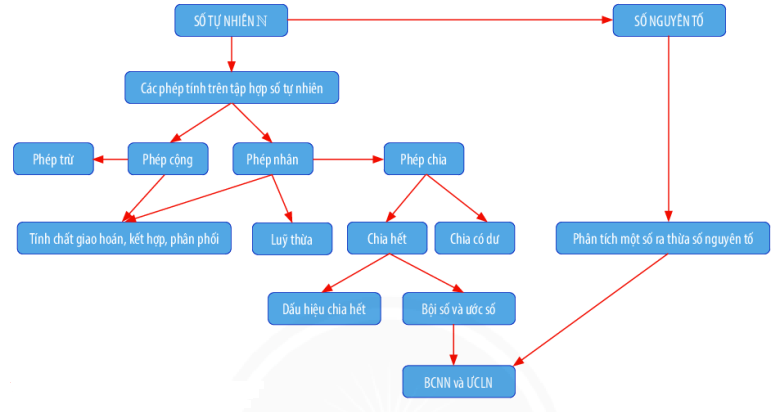 SỐ TỰ NHIÊN ℕ
SỐ NGUYÊN TỐ
Các phép tính trên tập hợp số tự nhiên
Phép trừ
Phép cộng
Phép nhân
Phép chia
Tính chất giao hoán, kết hợp, phân phối
Luỹ thừa
Chia hết
Chia có dư
Phân tích một số ra thừa số nguyên tố
Dấu hiệu chia hết
Bội số và ước số
BCNN và ƯCLN